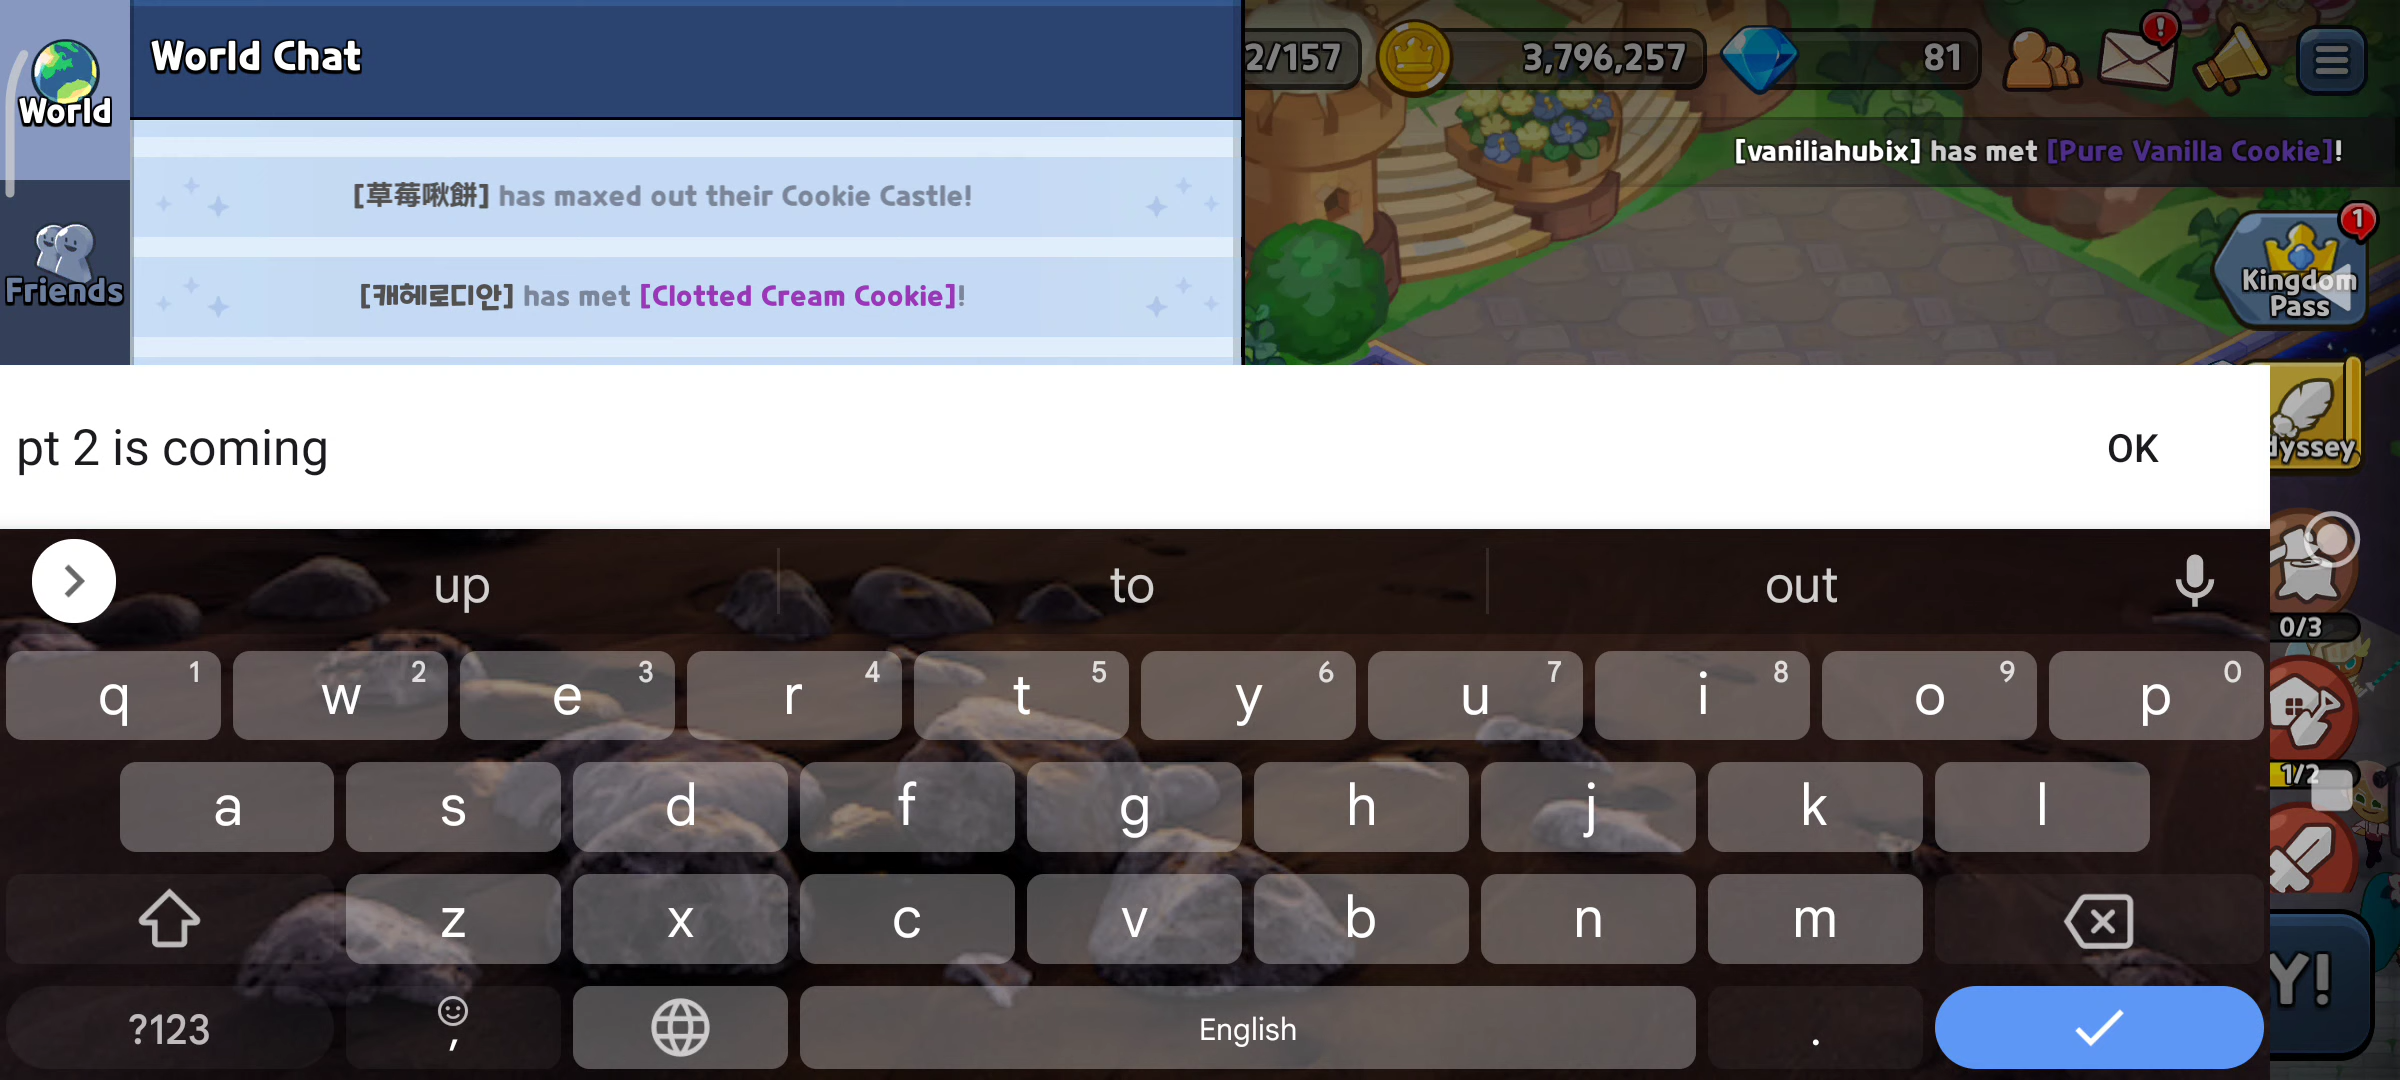 World
World Chat
2/157
3,796,257
81
!
[vaniliahubix] has met [Pure Vanilla Cookie]!
[草莓啾餅] has maxed out their Cookie Castle!
Friends
[캐헤로디안] has met [Clotted Cream Cookie]!
1
Kingdom
Pass
pt 2 is coming
OK
dyssey
up
to
out
0/3
q 1 w 2 e 3 r 4 t 5 y 6 u 7 i 8 o 9 p 0
1/2
a s d f g h j k l
z x c v b n m
Y!
?123
,
English
.